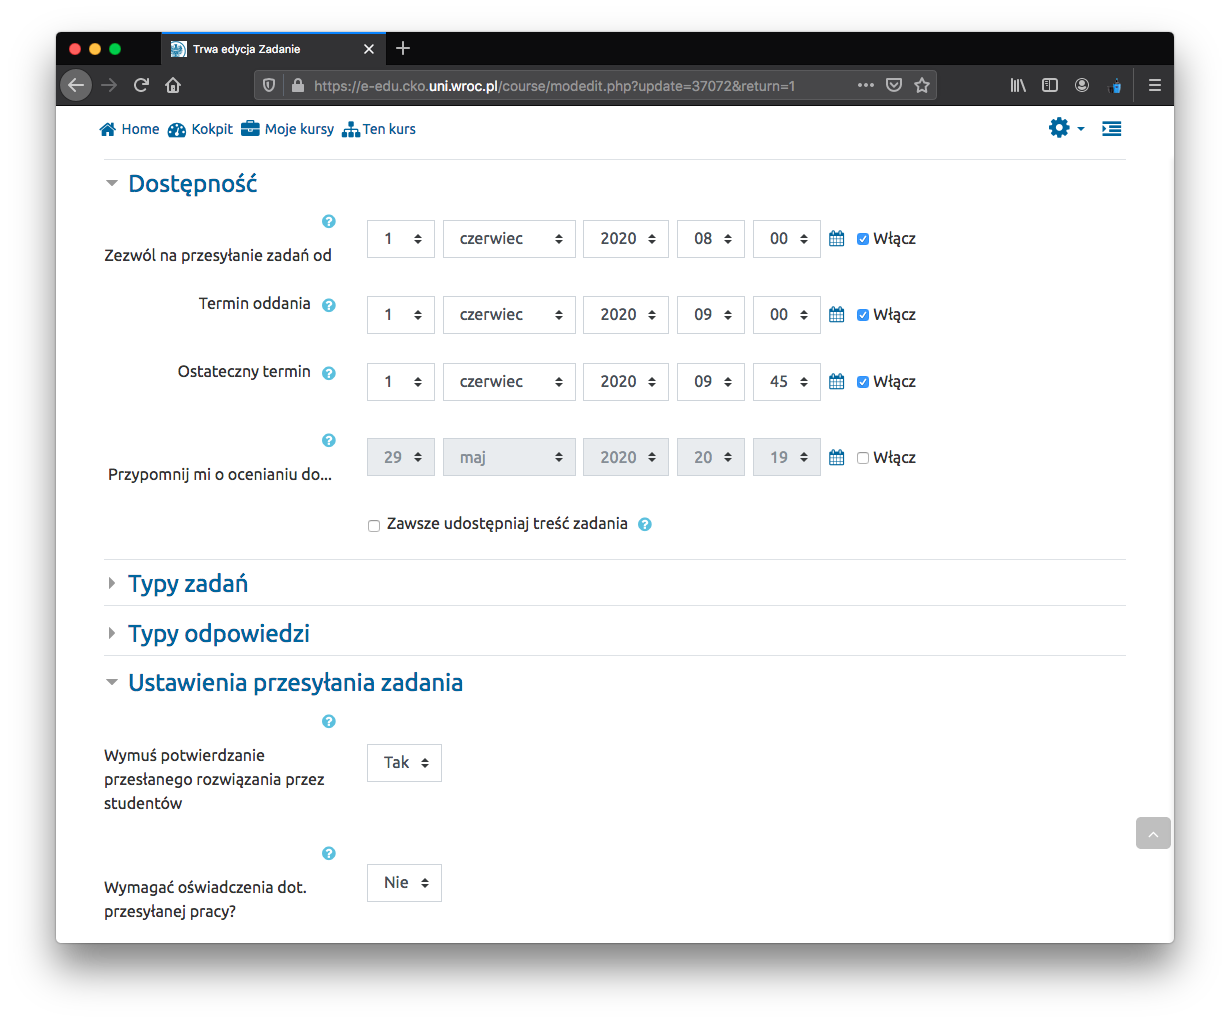 Trwa edycja Zadanie
https://e-edu.cko.uni.wroc.pl/course/modedit.php?update=37072&return=1
Home Kokpit Moje kursy Ten kurs
Dostępność
Zezwól na przesyłanie zadań od 1 czerwiec 2020 08 00 Włącz
Termin oddania 1 czerwiec 2020 09 00 Włącz
Ostateczny termin 1 czerwiec 2020 09 45 Włącz
Przypomnij mi o ocenianiu do... 29 maj 2020 20 19 Włącz
Zawsze udostępniaj treść zadania
Typy zadań
Typy odpowiedzi
Ustawienia przesyłania zadania
Wymuś potwierdzanie
przesłanego rozwiązania przez
studentów
Tak
Wymagać oświadczenia dot.
przesyłanej pracy?
Nie